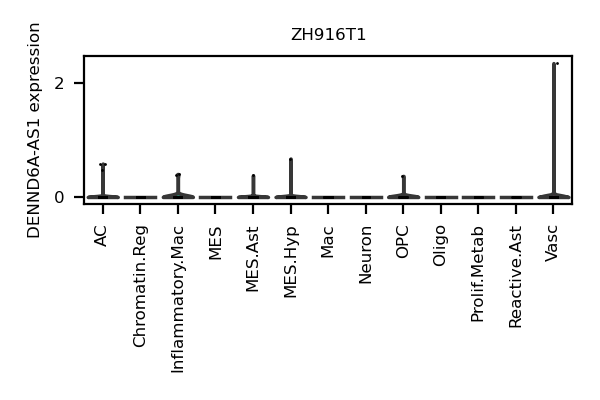 ZH916T1
DENND6A-AS1 expression
2
0
AC
Chromatin.Reg
Inflammatory.Mac
MES
MES.Ast
MES.Hyp
Mac
Neuron
OPC
Oligo
Prolif.Metab
Reactive.Ast
Vasc